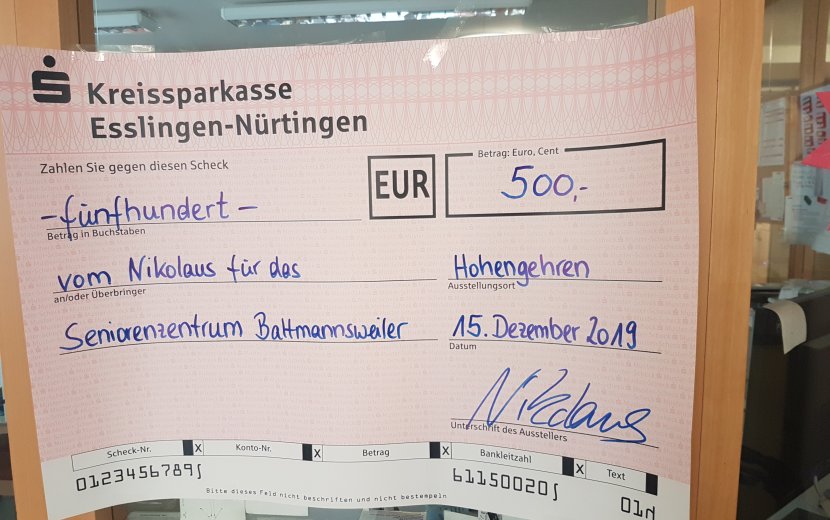 Kreissparkasse
Esslingen-Nürtingen
Zahlen Sie gegen diesen Scheck
EUR
Betrag: Euro, Cent
500,-
-fünfhundert-
Betrag in Buchstaben
vom Nikolaus für das
an/oder Überbringer
Hohengehren
Ausstellungsort
Seniorenzentrum Baltmannsweiler
15. Dezember 2019
Datum
Nikolaus
Unterschrift des Ausstellers
Scheck-Nr. X Konto-Nr. X Betrag X Bankleitzahl X Text
0123456789ʃ 61150020ʃ 01
Bitte dieses Feld nicht beschriften und nicht bestempeln